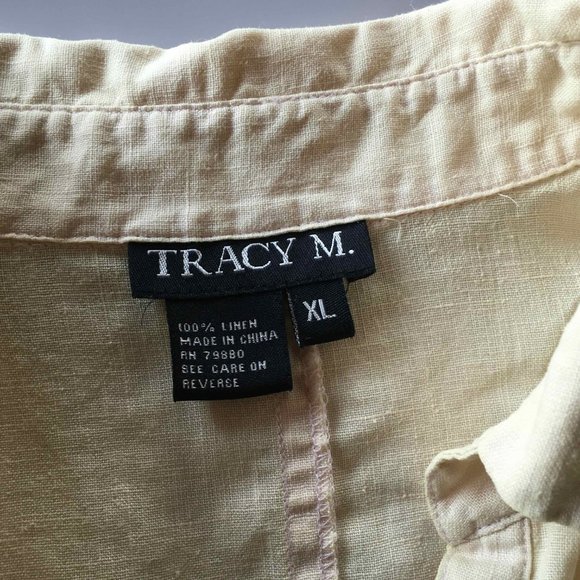 TRACY M.
XL
100% LINEN
MADE IN CHINA
RN 79880
SEE CARE ON
REVERSE